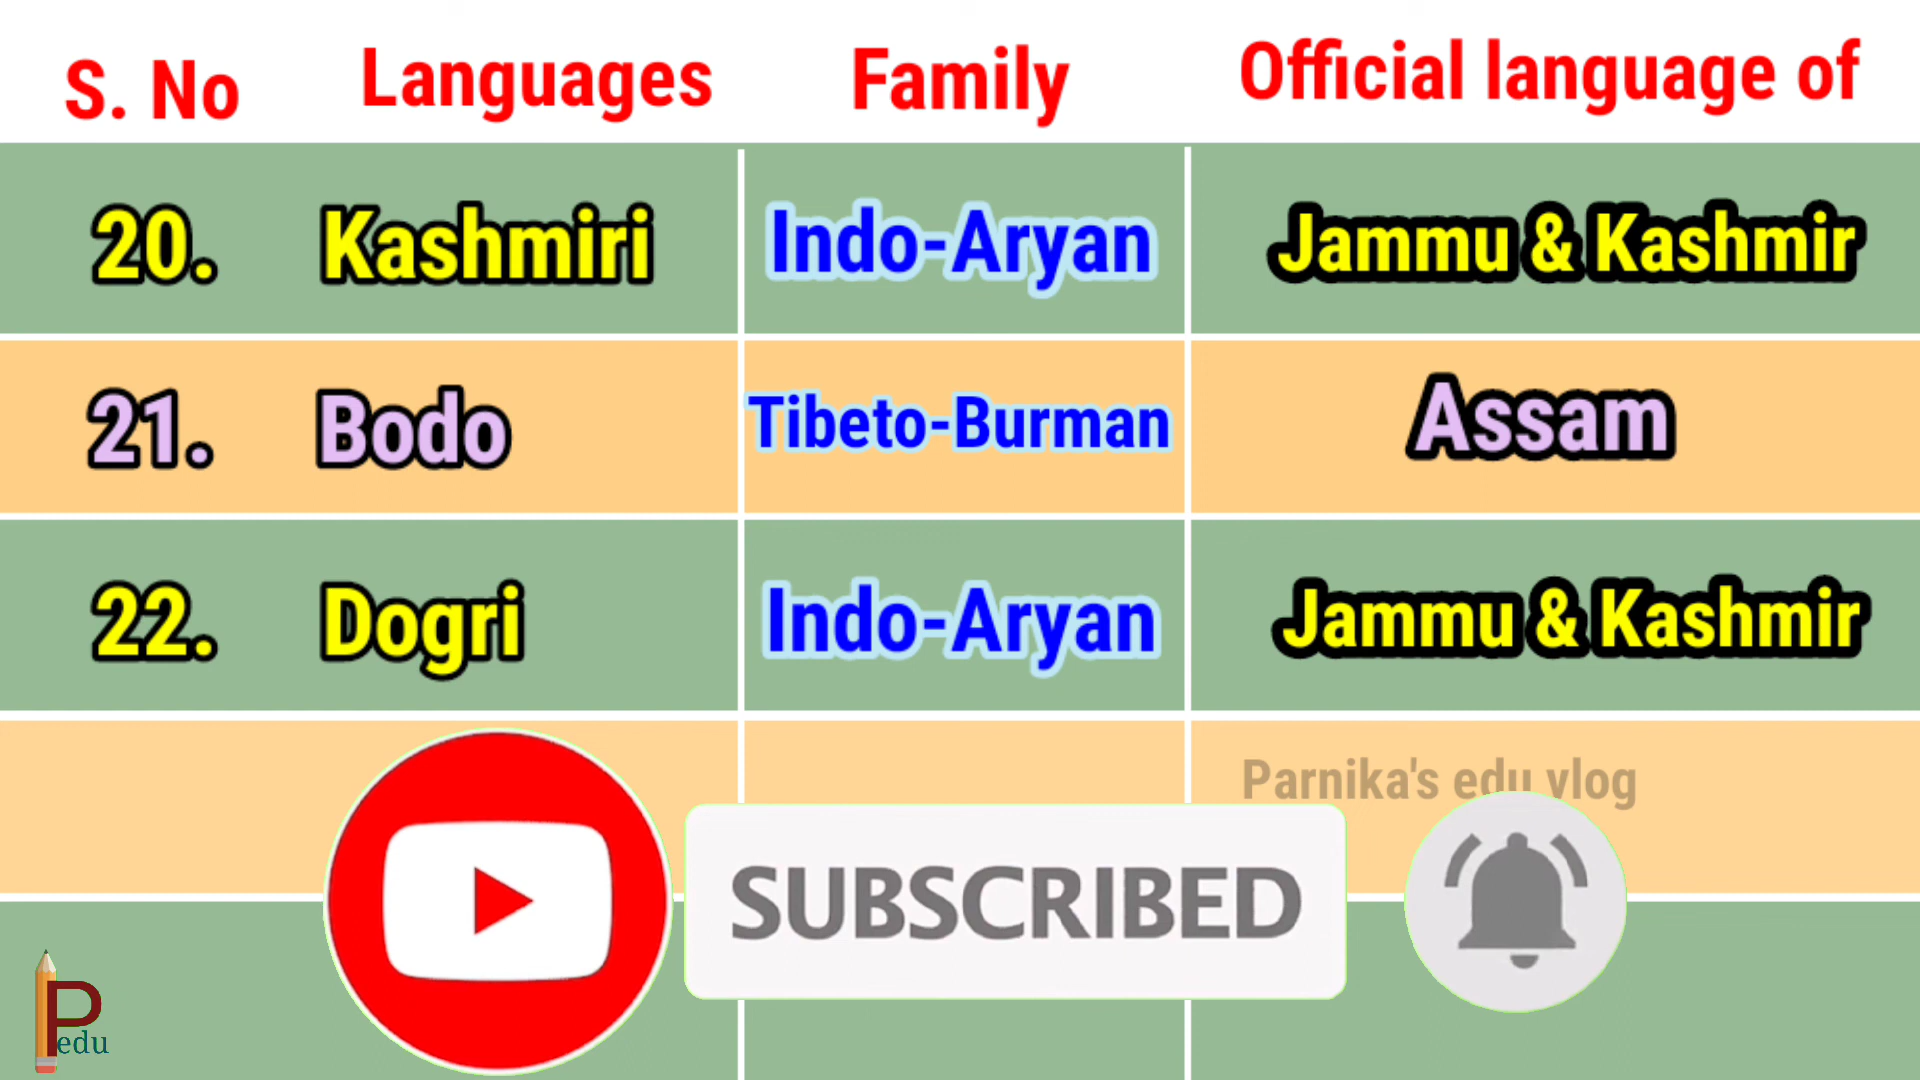 S. No Languages Family Official language of
20. Kashmiri Indo-Aryan Jammu & Kashmir
21. Bodo Tibeto-Burman Assam
22. Dogri Indo-Aryan Jammu & Kashmir
Parnika's edu vlog
SUBSCRIBED
P
edu